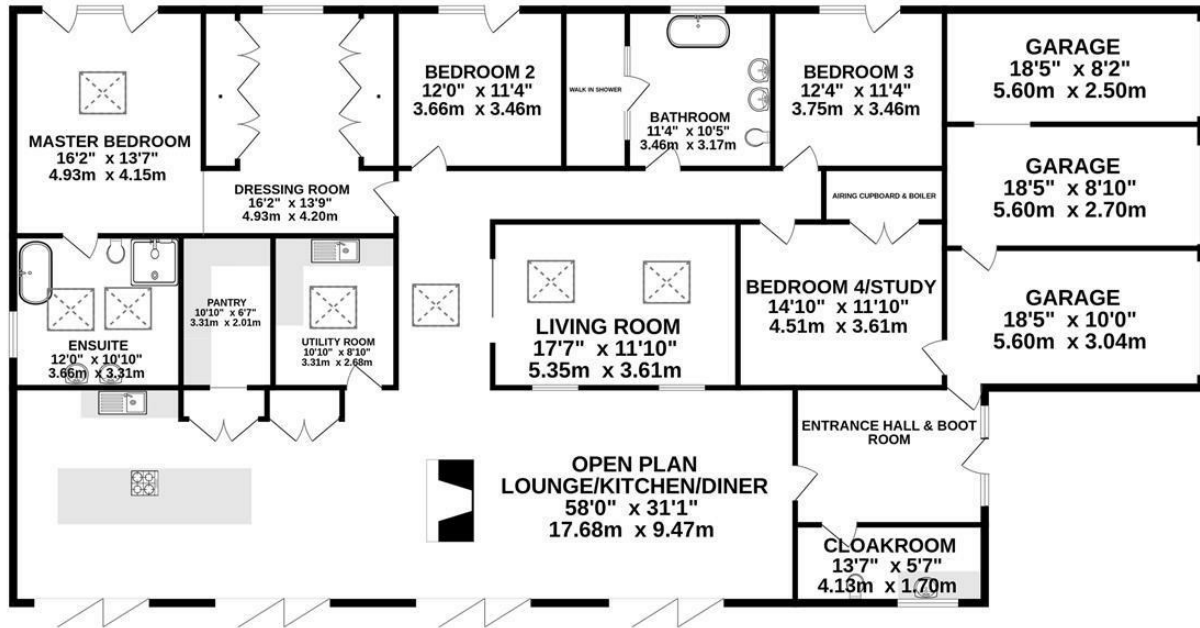 MASTER BEDROOM
16'2" x 13'7"
4.93m x 4.15m
DRESSING ROOM
16'2" x 13'9"
4.93m x 4.20m
BEDROOM 2
12'0" x 11'4"
3.66m x 3.46m
WALK IN SHOWER
BATHROOM
11'4" x 10'5"
3.46m x 3.17m
BEDROOM 3
12'4" x 11'4"
3.75m x 3.46m
GARAGE
18'5" x 8'2"
5.60m x 2.50m
GARAGE
18'5" x 8'10"
5.60m x 2.70m
AIRING CUPBOARD & BOILER
ENSUITE
12'0" x 10'10"
3.66m x 3.31m
PANTRY
10'10" x 6'7"
3.31m x 2.01m
UTILITY ROOM
10'10" x 8'10"
3.31m x 2.68m
LIVING ROOM
17'7" x 11'10"
5.35m x 3.61m
BEDROOM 4/STUDY
14'10" x 11'10"
4.51m x 3.61m
GARAGE
18'5" x 10'0"
5.60m x 3.04m
OPEN PLAN
LOUNGE/KITCHEN/DINER
58'0" x 31'1"
17.68m x 9.47m
ENTRANCE HALL & BOOT
ROOM
CLOAKROOM
13'7" x 5'7"
4.13m x 1.70m